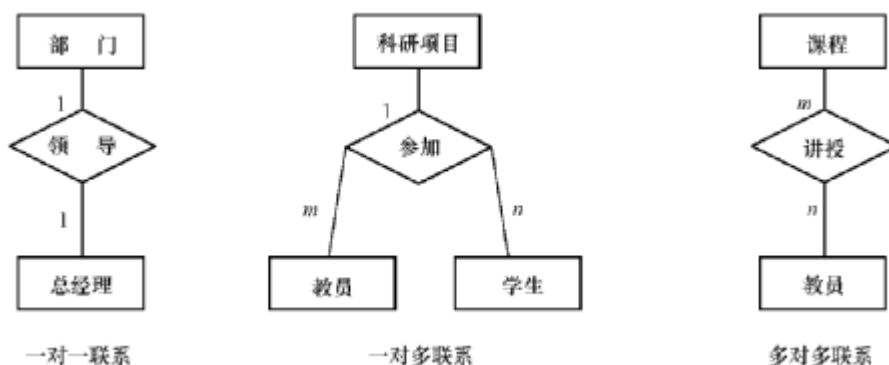 部 门
1
领 导
1
总经理
一对一联系
科研项目
1
参加
m
n
教员
学生
一对多联系
课程
m
讲授
n
教员
多对多联系